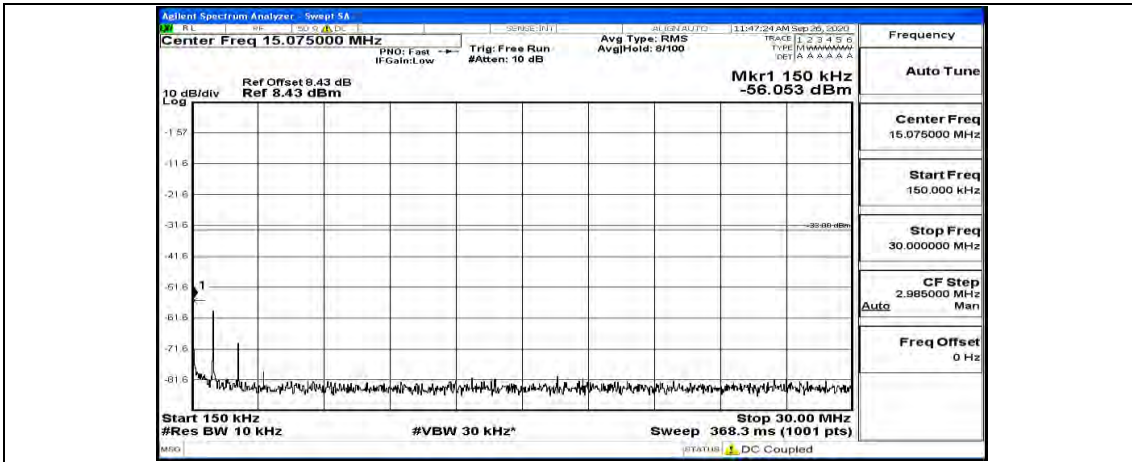 Agilent Spectrum Analyzer - Swept SA
RL RF 50 Ω DC SENSE:INT ALIGN AUTO 11:47:24 AM Sep 26, 2020
Center Freq 15.075000 MHz
PNO: Fast
IFGain:Low
Trig: Free Run
#Atten: 10 dB
Avg Type: RMS
Avg|Hold: 8/100
TRACE 1 2 3 4 5 6
TYPE M WWWWW
DET A A A A A A
Frequency
Auto Tune
Center Freq
15.075000 MHz
Start Freq
150.000 kHz
Stop Freq
30.000000 MHz
CF Step
2.985000 MHz
Auto Man
Freq Offset
0 Hz
Mkr1 150 kHz
-56.053 dBm
Ref Offset 8.43 dB
10 dB/div Ref 8.43 dBm
Log
-1.57
-11.6
-21.6
-31.6
-33.00 dBm
-41.6
-51.6
1
-61.6
-71.6
-81.6
Start 150 kHz Stop 30.00 MHz
#Res BW 10 kHz #VBW 30 kHz* Sweep 368.3 ms (1001 pts)
MSG STATUS DC Coupled